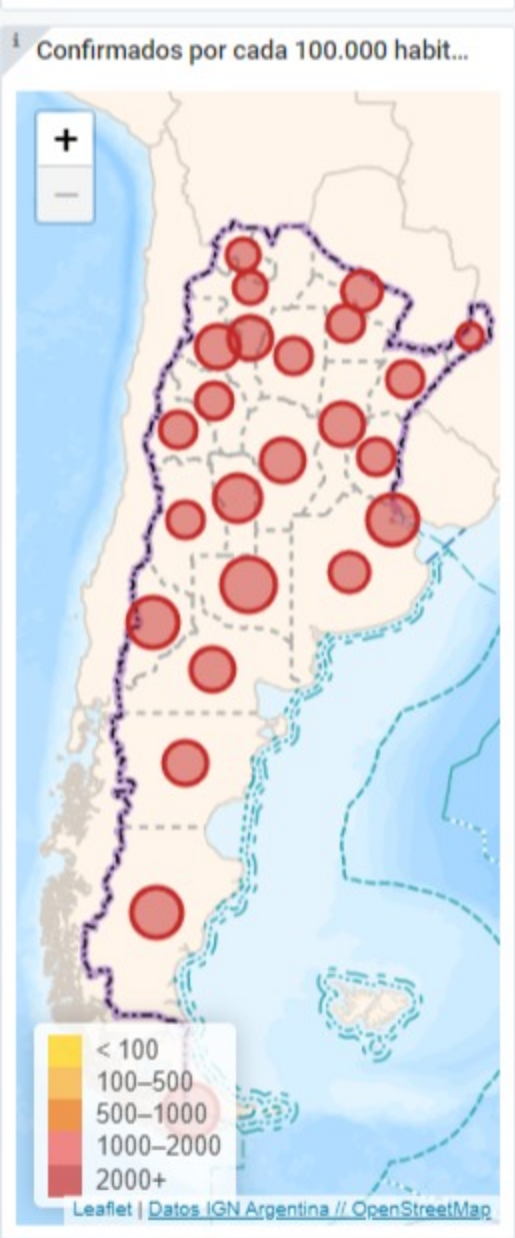 i
Confirmados por cada 100.000 habit...
+
−
< 100
100–500
500–1000
1000–2000
2000+
Leaflet | Datos IGN Argentina // OpenStreetMap